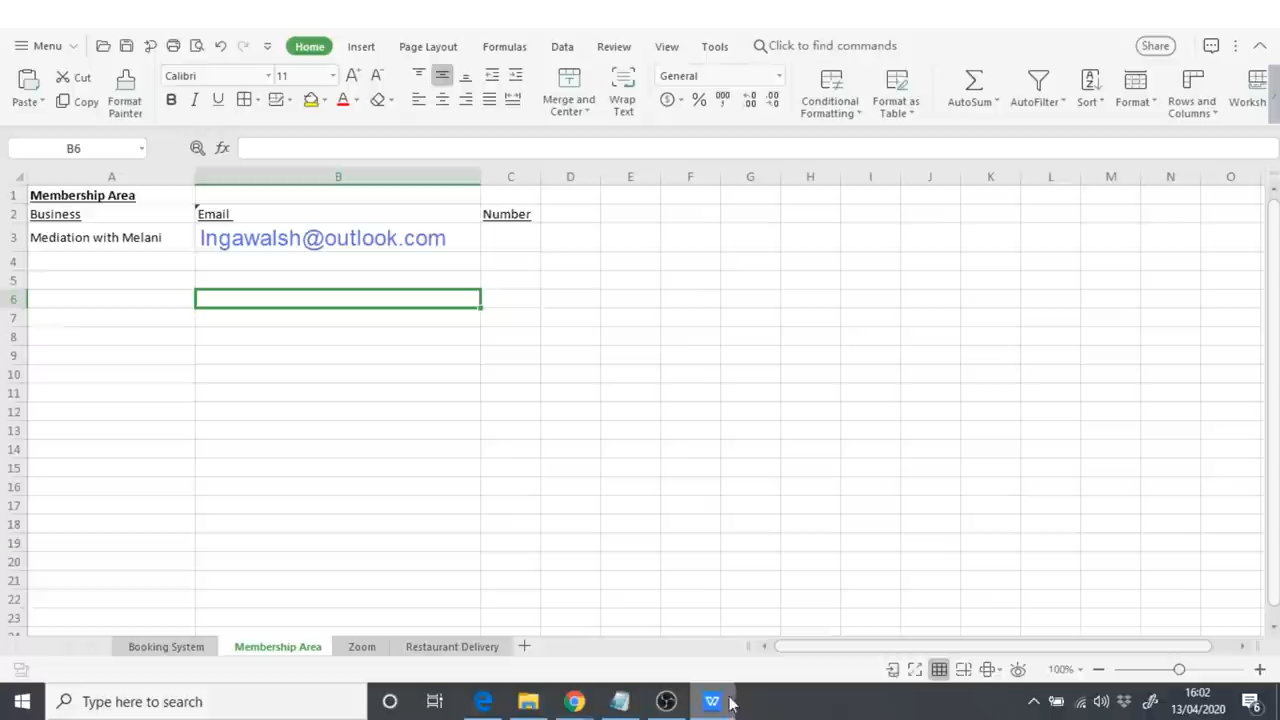 Menu Home Insert Page Layout Formulas Data Review View Tools Click to find commands Share
Cut Calibri 11 A+ A- General
Paste Copy Format Painter B I U A Merge and Center Wrap Text % 000 Conditional Formatting Format as Table AutoSum AutoFilter Sort Format Rows and Columns Worksh
B6 fx
A B C D E F G H I J K L M N O
1 Membership Area
2 Business Email Number
3 Mediation with Melani Ingawalsh@outlook.com
4
5
6
7
8
9
10
11
12
13
14
15
16
17
18
19
20
21
22
23
Booking System Membership Area Zoom Restaurant Delivery
100%
Type here to search 16:02
13/04/2020 6